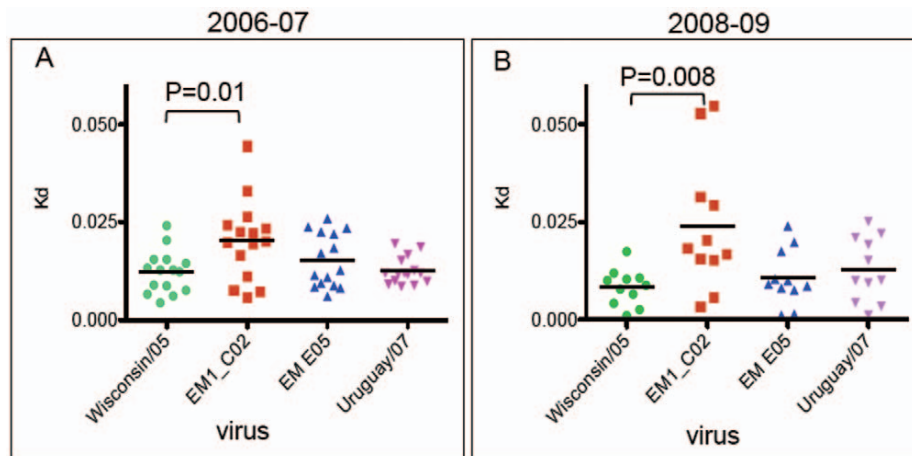 2006-07
2008-09
A
P=0.01
0.050
0.025
0.000
Kd
Wisconsin/05
EM1_C02
EM E05
Uruguay/07
virus
B
P=0.008
0.050
0.025
0.000
Kd
Wisconsin/05
EM1_C02
EM E05
Uruguay/07
virus